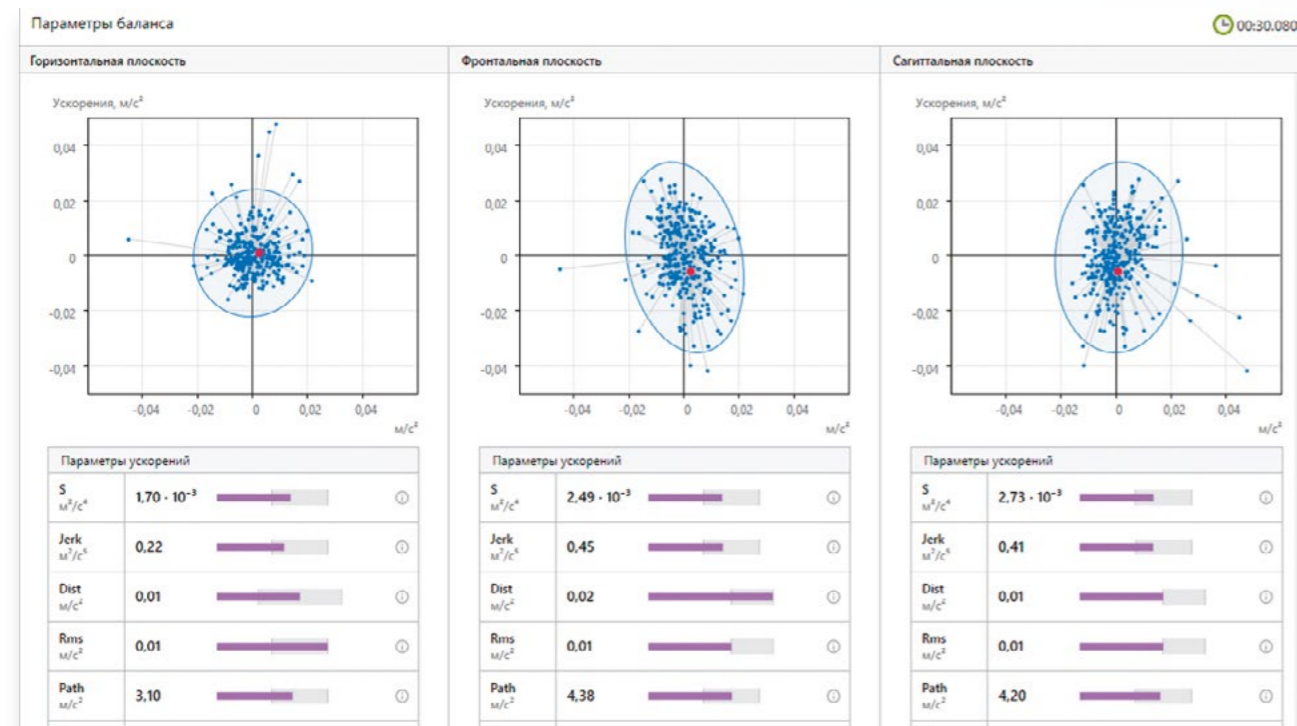 Параметры баланса
00:30.080
Горизонтальная плоскость
Ускорения, м/с²
0,04
0,02
0
-0,02
-0,04
-0,04 -0,02 0 0,02 0,04
м/с²
Параметры ускорений
S 1,70 · 10⁻³
м²/с⁴
Jerk 0,22
м²/с⁵
Dist 0,01
м/с²
Rms 0,01
м/с²
Path 3,10
м/с²
Фронтальная плоскость
Ускорения, м/с²
0,04
0,02
0
-0,02
-0,04
-0,04 -0,02 0 0,02 0,04
м/с²
Параметры ускорений
S 2,49 · 10⁻³
м²/с⁴
Jerk 0,45
м²/с⁵
Dist 0,02
м/с²
Rms 0,01
м/с²
Path 4,38
м/с²
Сагиттальная плоскость
Ускорения, м/с²
0,04
0,02
0
-0,02
-0,04
-0,04 -0,02 0 0,02 0,04
м/с²
Параметры ускорений
S 2,73 · 10⁻³
м²/с⁴
Jerk 0,41
м²/с⁵
Dist 0,01
м/с²
Rms 0,01
м/с²
Path 4,20
м/с²